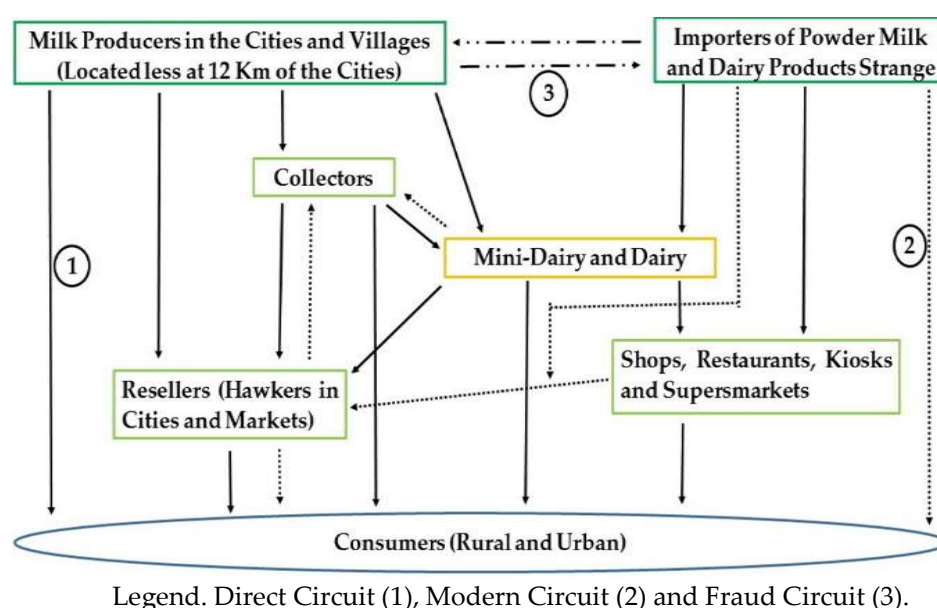 Milk Producers in the Cities and Villages
(Located less at 12 Km of the Cities)
Importers of Powder Milk
and Dairy Products Strange
3
Collectors
1
Mini-Dairy and Dairy
2
Resellers (Hawkers in
Cities and Markets)
Shops, Restaurants, Kiosks
and Supersmarkets
Consumers (Rural and Urban)
Legend. Direct Circuit (1), Modern Circuit (2) and Fraud Circuit (3).